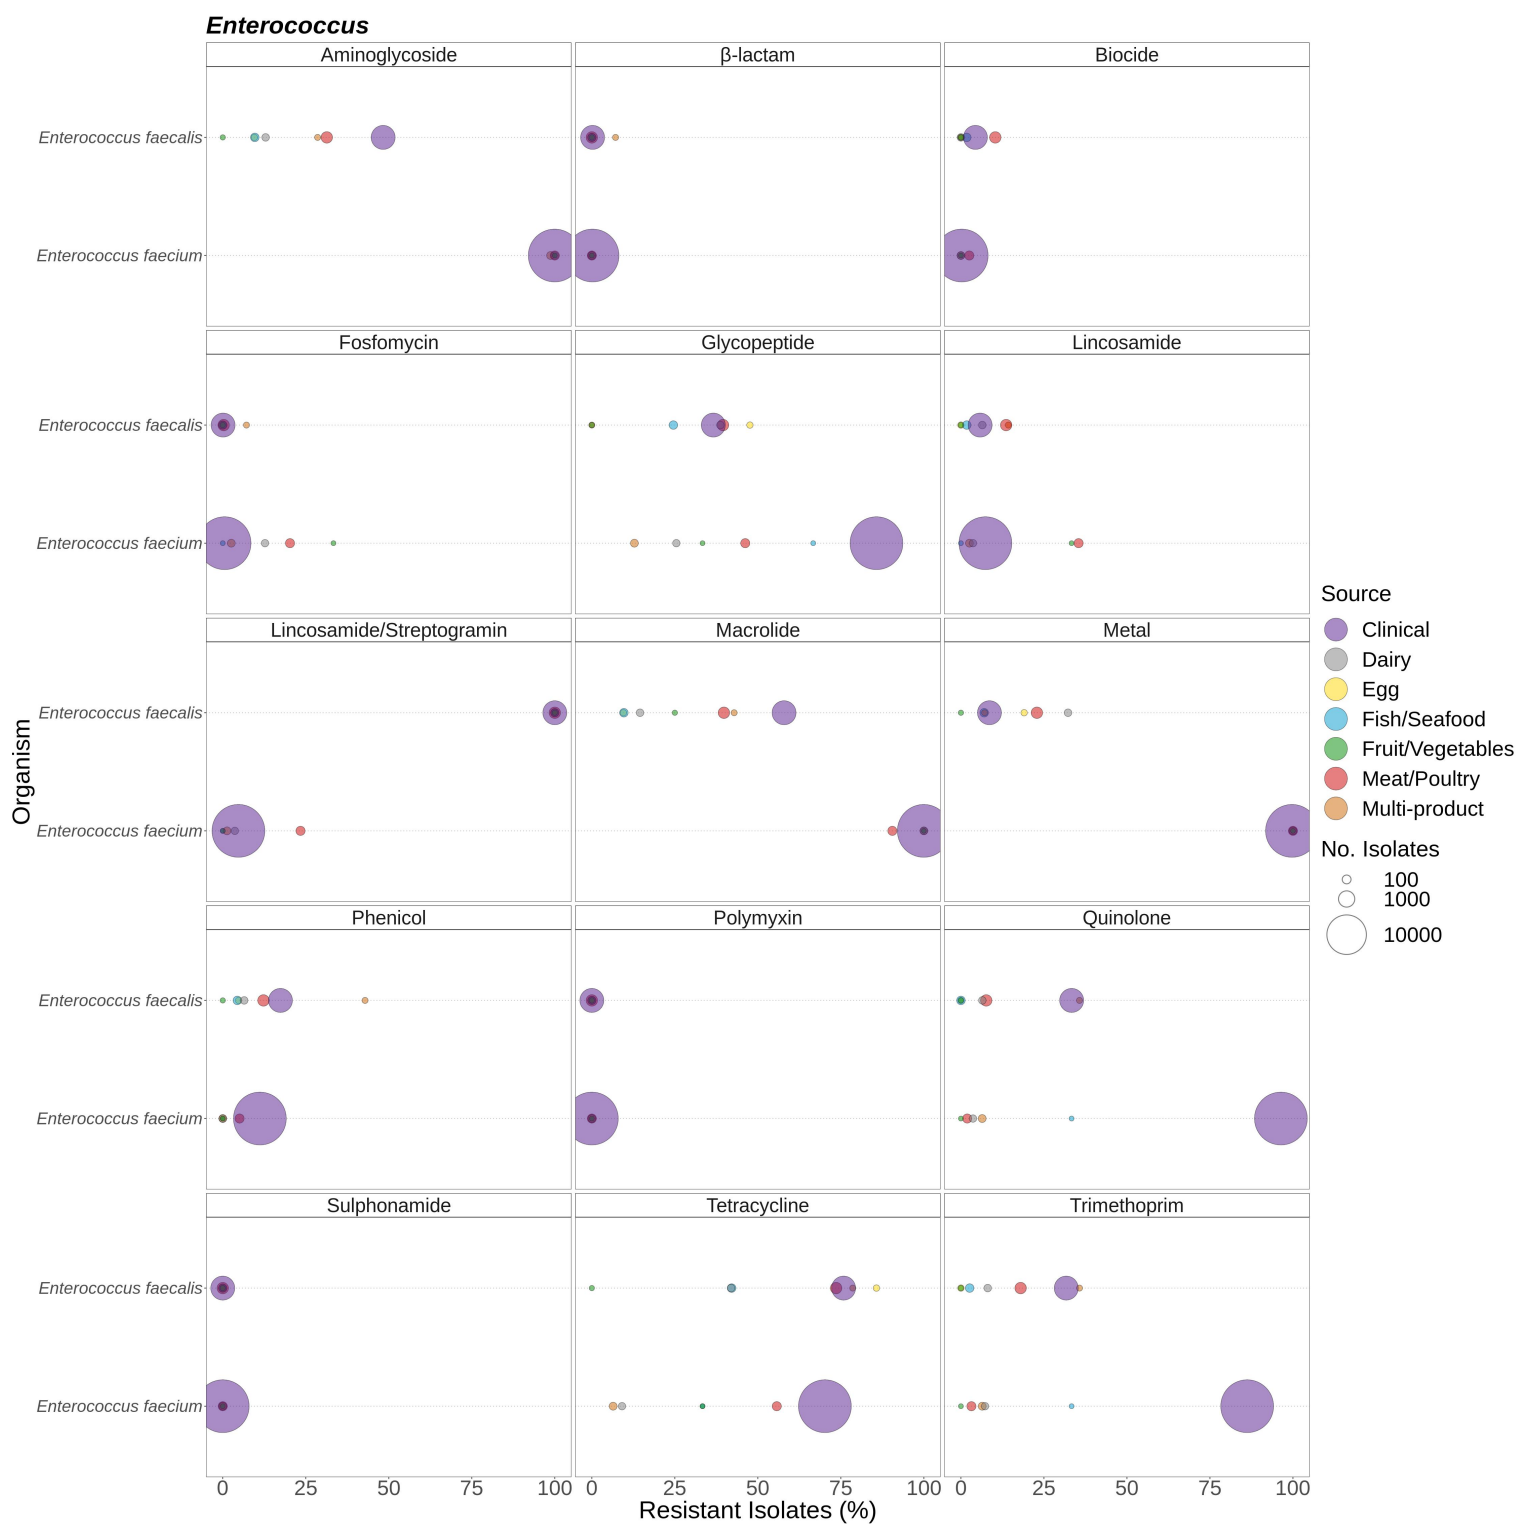 Enterococcus
Aminoglycoside
β-lactam
Biocide
Enterococcus faecalis
Enterococcus faecium
Fosfomycin
Glycopeptide
Lincosamide
Enterococcus faecalis
Enterococcus faecium
Lincosamide/Streptogramin
Macrolide
Metal
Enterococcus faecalis
Enterococcus faecium
Phenicol
Polymyxin
Quinolone
Enterococcus faecalis
Enterococcus faecium
Sulphonamide
Tetracycline
Trimethoprim
Enterococcus faecalis
Enterococcus faecium
0 25 50 75 100
0 25 50 75 100
0 25 50 75 100
Resistant Isolates (%)
Organism
Source
Clinical
Dairy
Egg
Fish/Seafood
Fruit/Vegetables
Meat/Poultry
Multi-product
No. Isolates
100
1000
10000